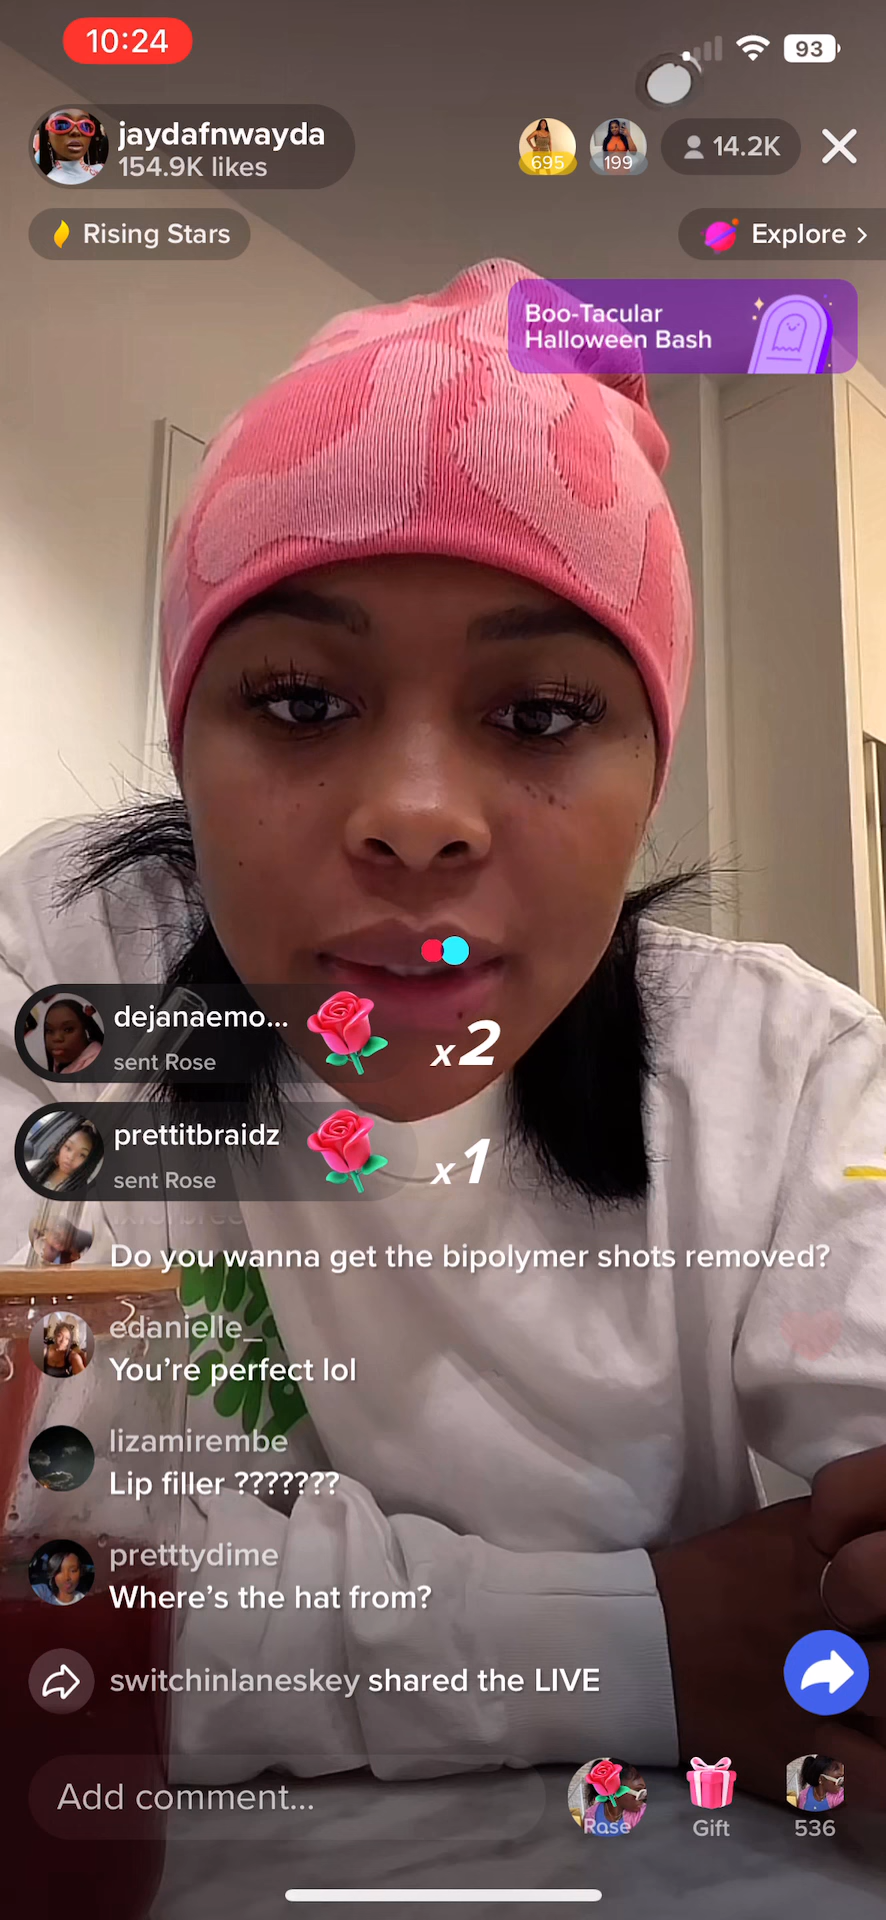 10:24
93
jaydafnwayda
154.9K likes
695
199
14.2K
Rising Stars
Explore >
Boo-Tacular
Halloween Bash
dejanaemo...
sent Rose
x2
prettitbraidz
sent Rose
x1
Do you wanna get the bipolymer shots removed?
edanielle_
You're perfect lol
lizamirembe
Lip filler ???????
pretttydime
Where's the hat from?
switchinlaneskey shared the LIVE
Add comment...
Rose
Gift
536